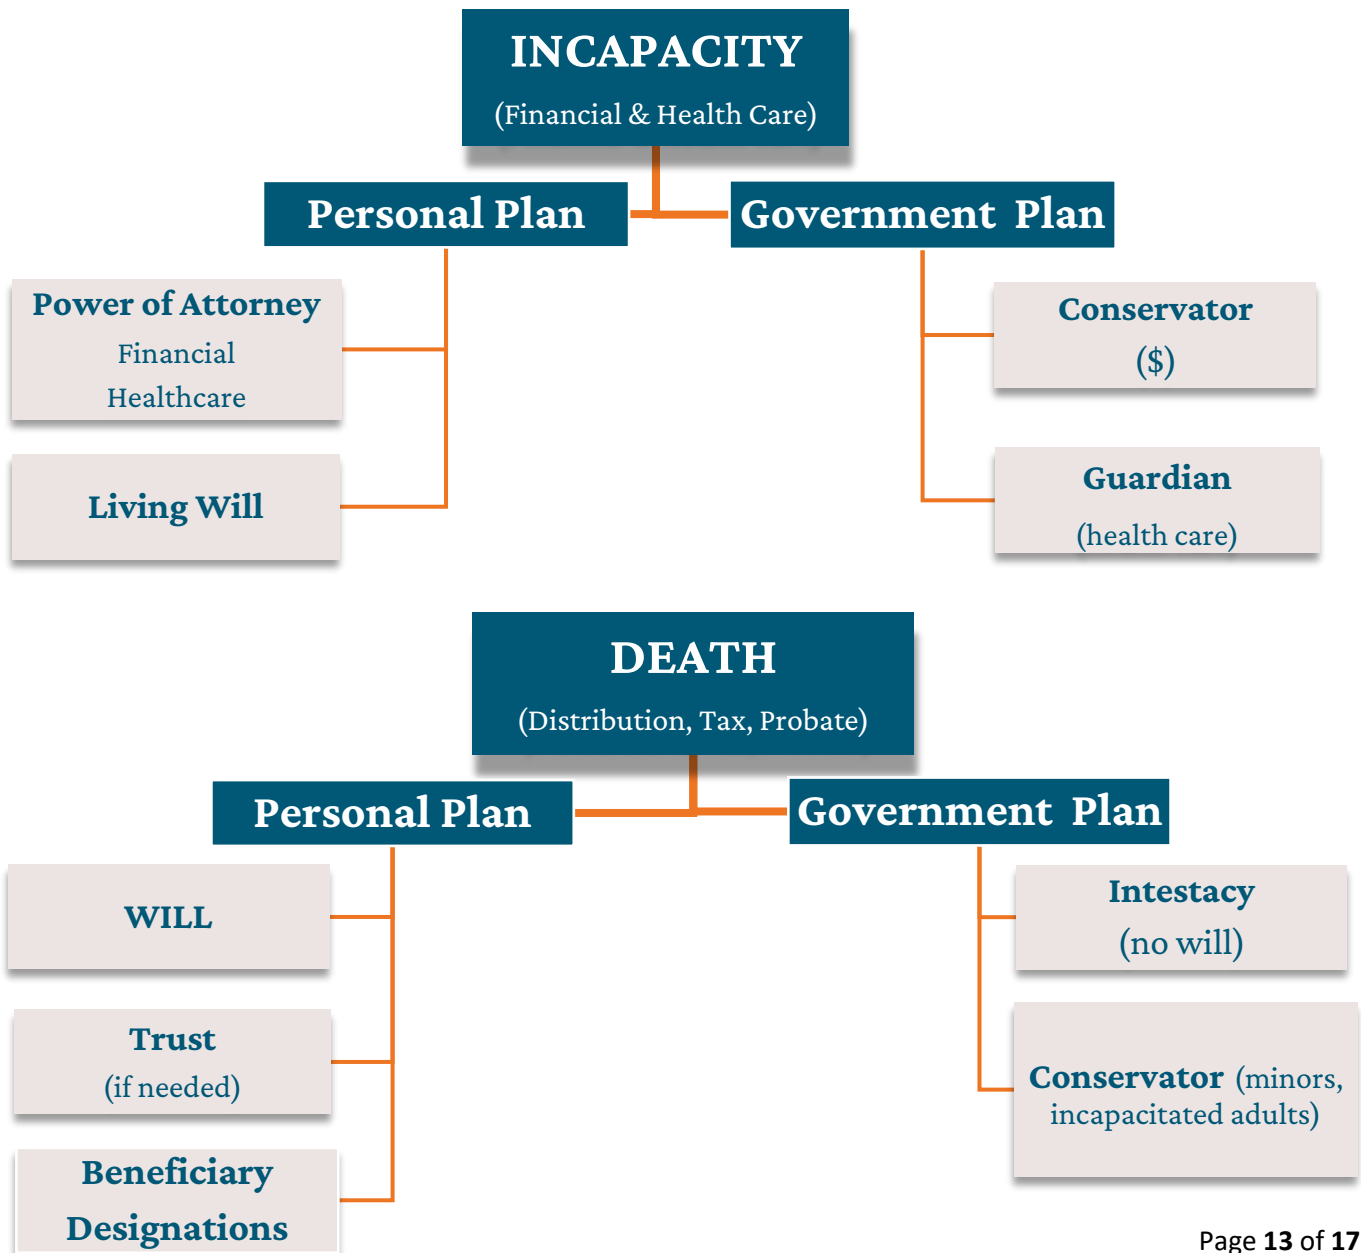 INCAPACITY
(Financial & Health Care)
Personal Plan
Government Plan
Power of Attorney
Financial
Healthcare
Living Will
Conservator
($)
Guardian
(health care)
DEATH
(Distribution, Tax, Probate)
Personal Plan
Government Plan
WILL
Trust
(if needed)
Beneficiary
Designations
Intestacy
(no will)
Conservator (minors,
incapacitated adults)
Page 13 of 17